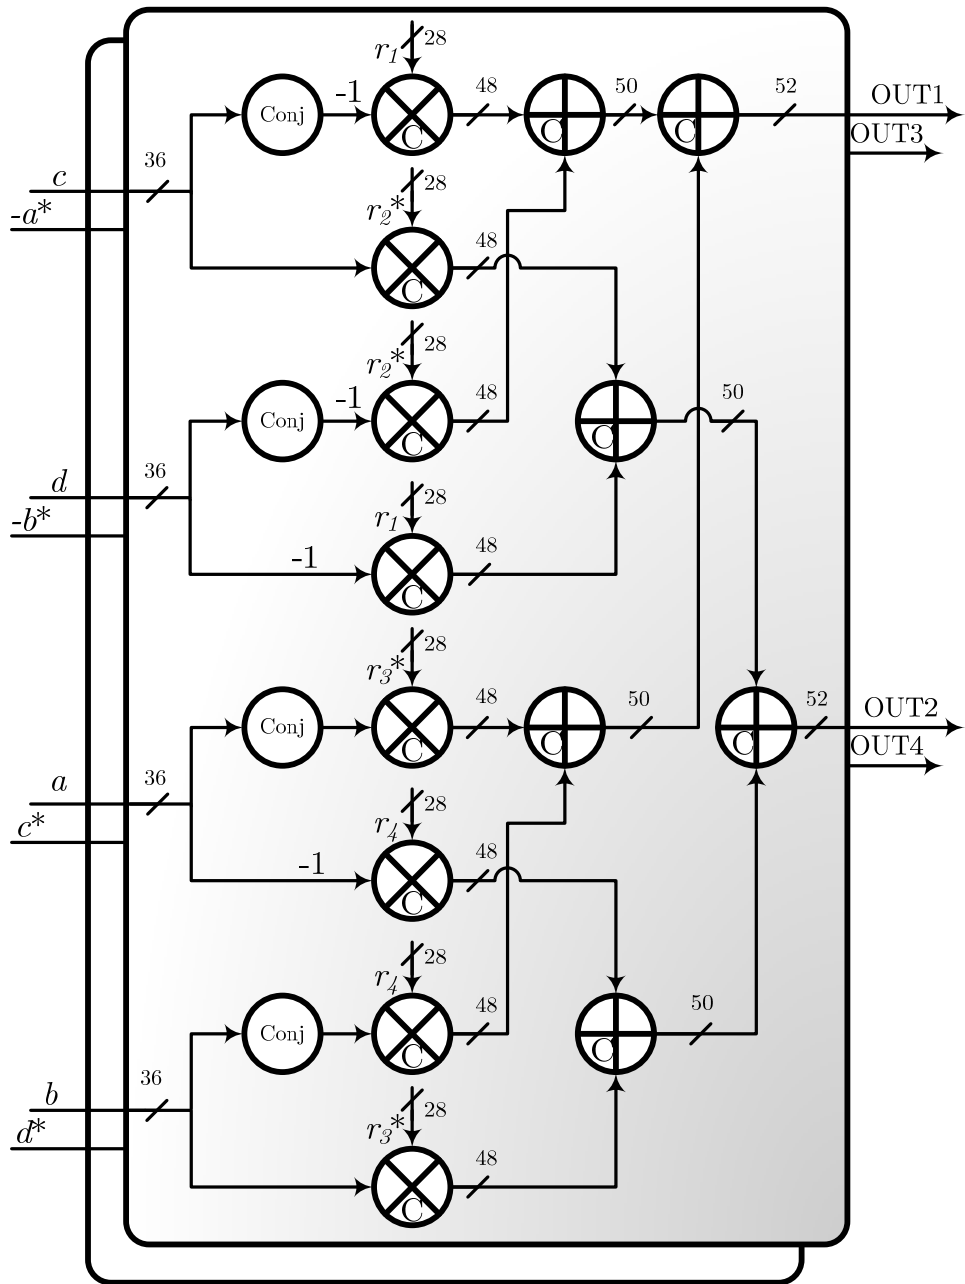 r1 28
Conj -1 C 48 C 50 C 52 OUT1
OUT3
36 c
-a*
r2* 28
C 48
r2* 28
Conj -1 C 48 C 50
36 d
-b*
r1 28
-1 C 48
r3* 28
Conj C 48 C 50 C 52 OUT2
OUT4
36 a
c*
r4 28
-1 C 48
r4 28
Conj C 48 C 50
36 b
d*
r3* 28
C 48